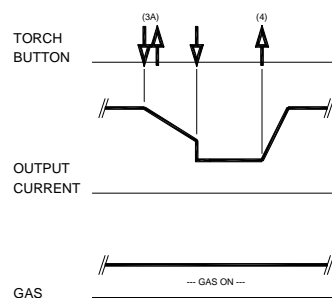 (3A) (4)
TORCH
BUTTON
OUTPUT
CURRENT
--- GAS ON ---
GAS